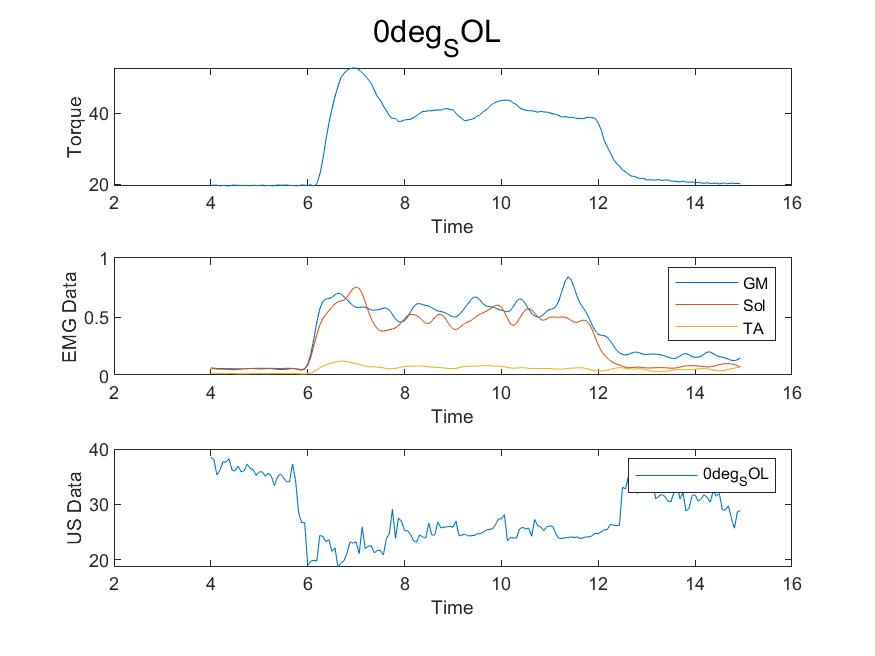 0deg_SOL
Torque
40
20
2 4 6 8 10 12 14 16
Time
EMG Data
1
0.5
0
GM
Sol
TA
2 4 6 8 10 12 14 16
Time
US Data
40
30
20
0deg_SOL
2 4 6 8 10 12 14 16
Time